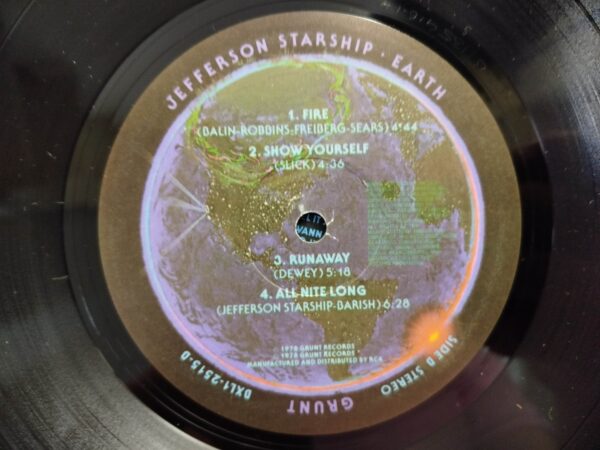 JEFFERSON STARSHIP · EARTH
1. FIRE
(BALIN-ROBBINS-FREIBERG-SEARS) 4:44
2. SHOW YOURSELF
(SLICK) 4:36
3. RUNAWAY
(DEWEY) 5:18
4. ALL NITE LONG
(JEFFERSON STARSHIP-BARISH) 6:28
1978 GRUNT RECORDS
1978 GRUNT RECORDS
MANUFACTURED AND DISTRIBUTED BY RCA
BXL1-2515-B
GRUNT
SIDE B STEREO